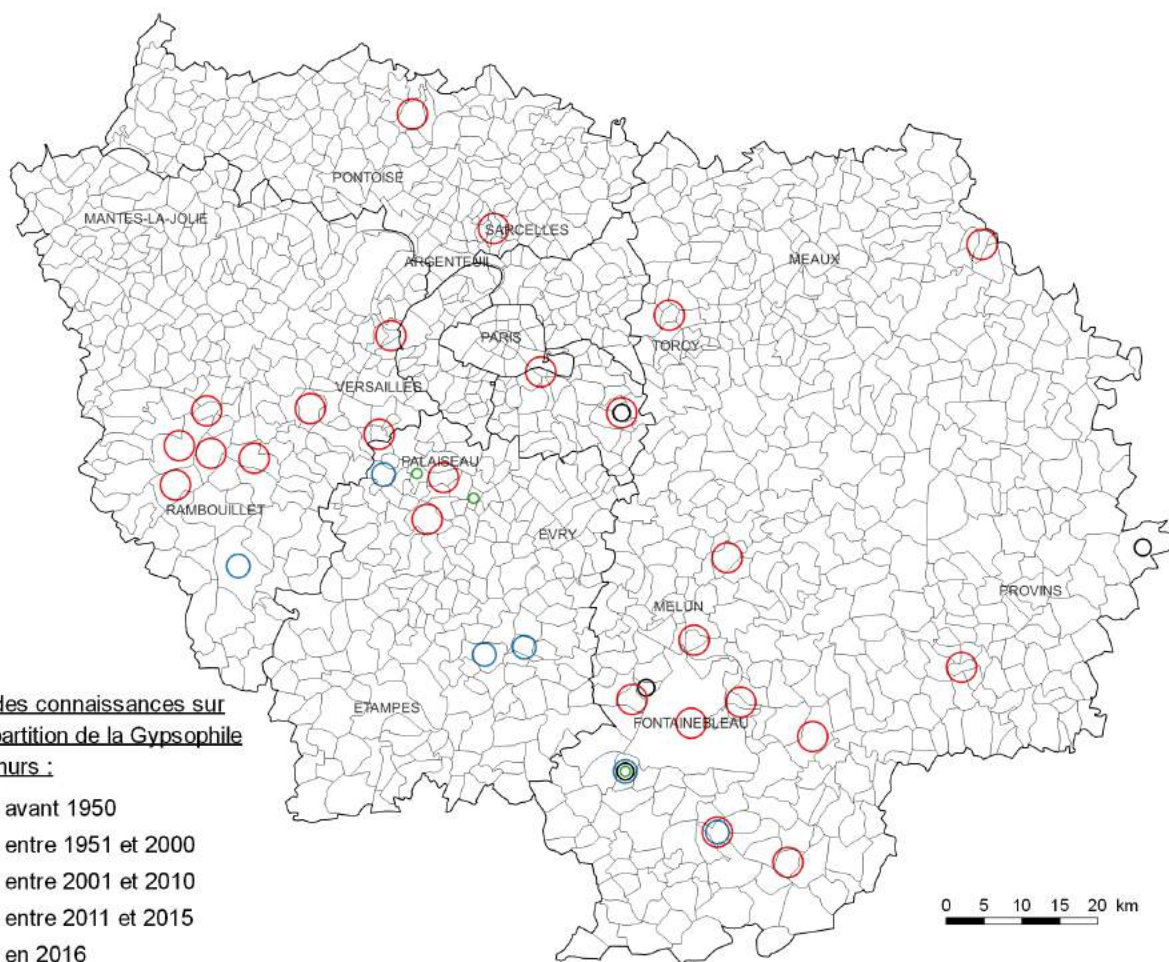 PONTOISE
MANTES-LA-JOLIE
SARCELLES
ARGENTEUIL
MEAUX
PARIS
TORCY
VERSAILLES
PALAISEAU
RAMBOUILLET
EVRY
PROVINS
MELUN
ETAMPES
FONTAINEBLEAU
des connaissances sur
partition de la Gypsophile
murs :
avant 1950
entre 1951 et 2000
entre 2001 et 2010
entre 2011 et 2015
en 2016
0 5 10 15 20 km